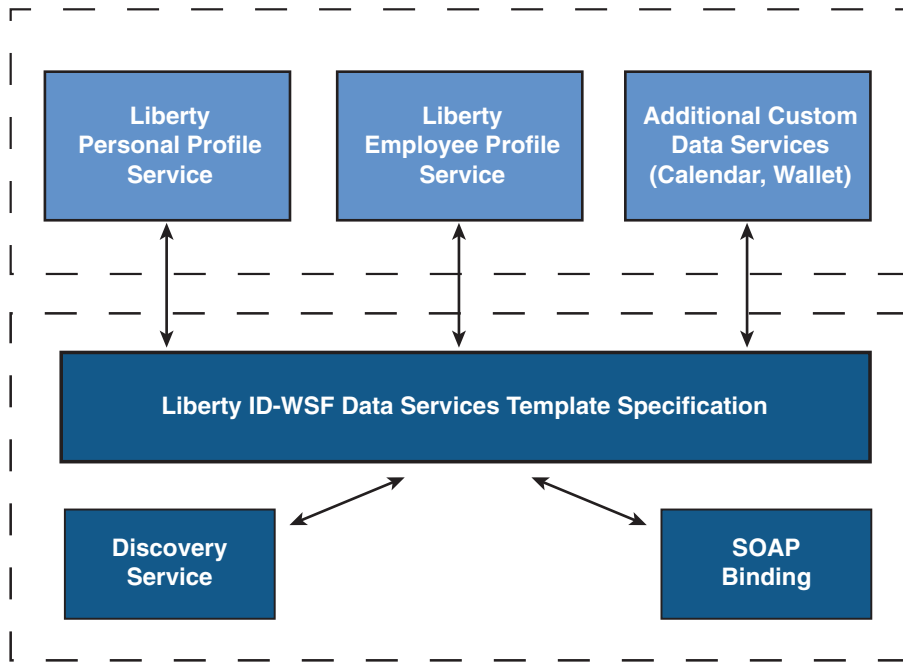 Liberty
Personal Profile
Service
Liberty
Employee Profile
Service
Additional Custom
Data Services
(Calendar, Wallet)
Liberty ID-WSF Data Services Template Specification
Discovery
Service
SOAP
Binding